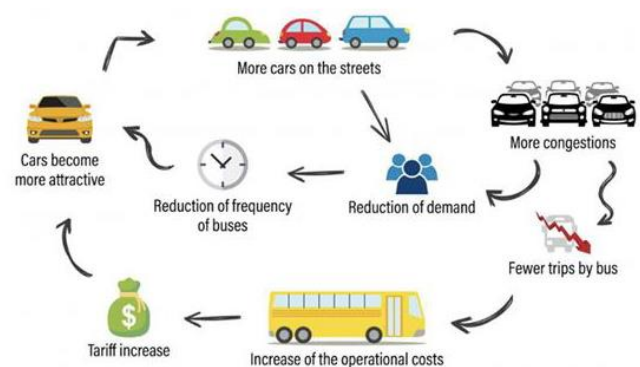 More cars on the streets
More congestions
Cars become
more attractive
Reduction of frequency
of buses
Reduction of demand
Fewer trips by bus
$
Tariff increase
Increase of the operational costs